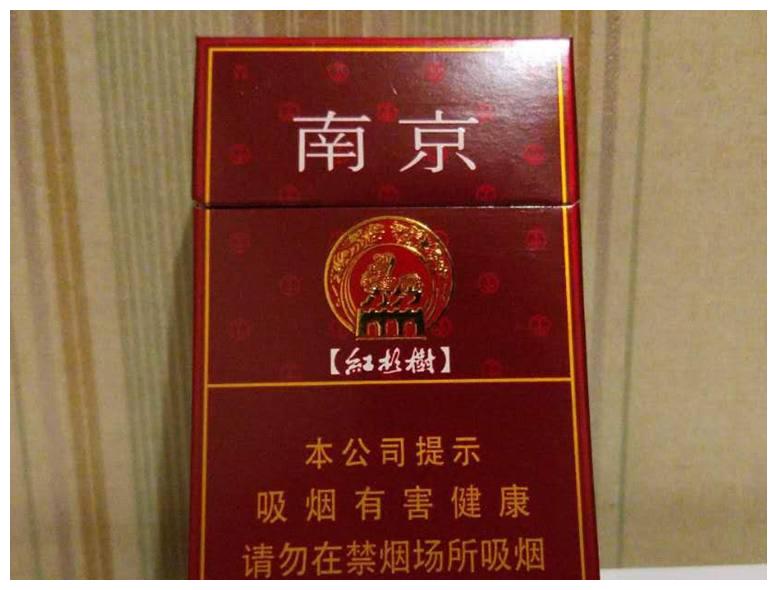 南京
【紅杉樹】
本公司提示
吸烟有害健康
请勿在禁烟场所吸烟